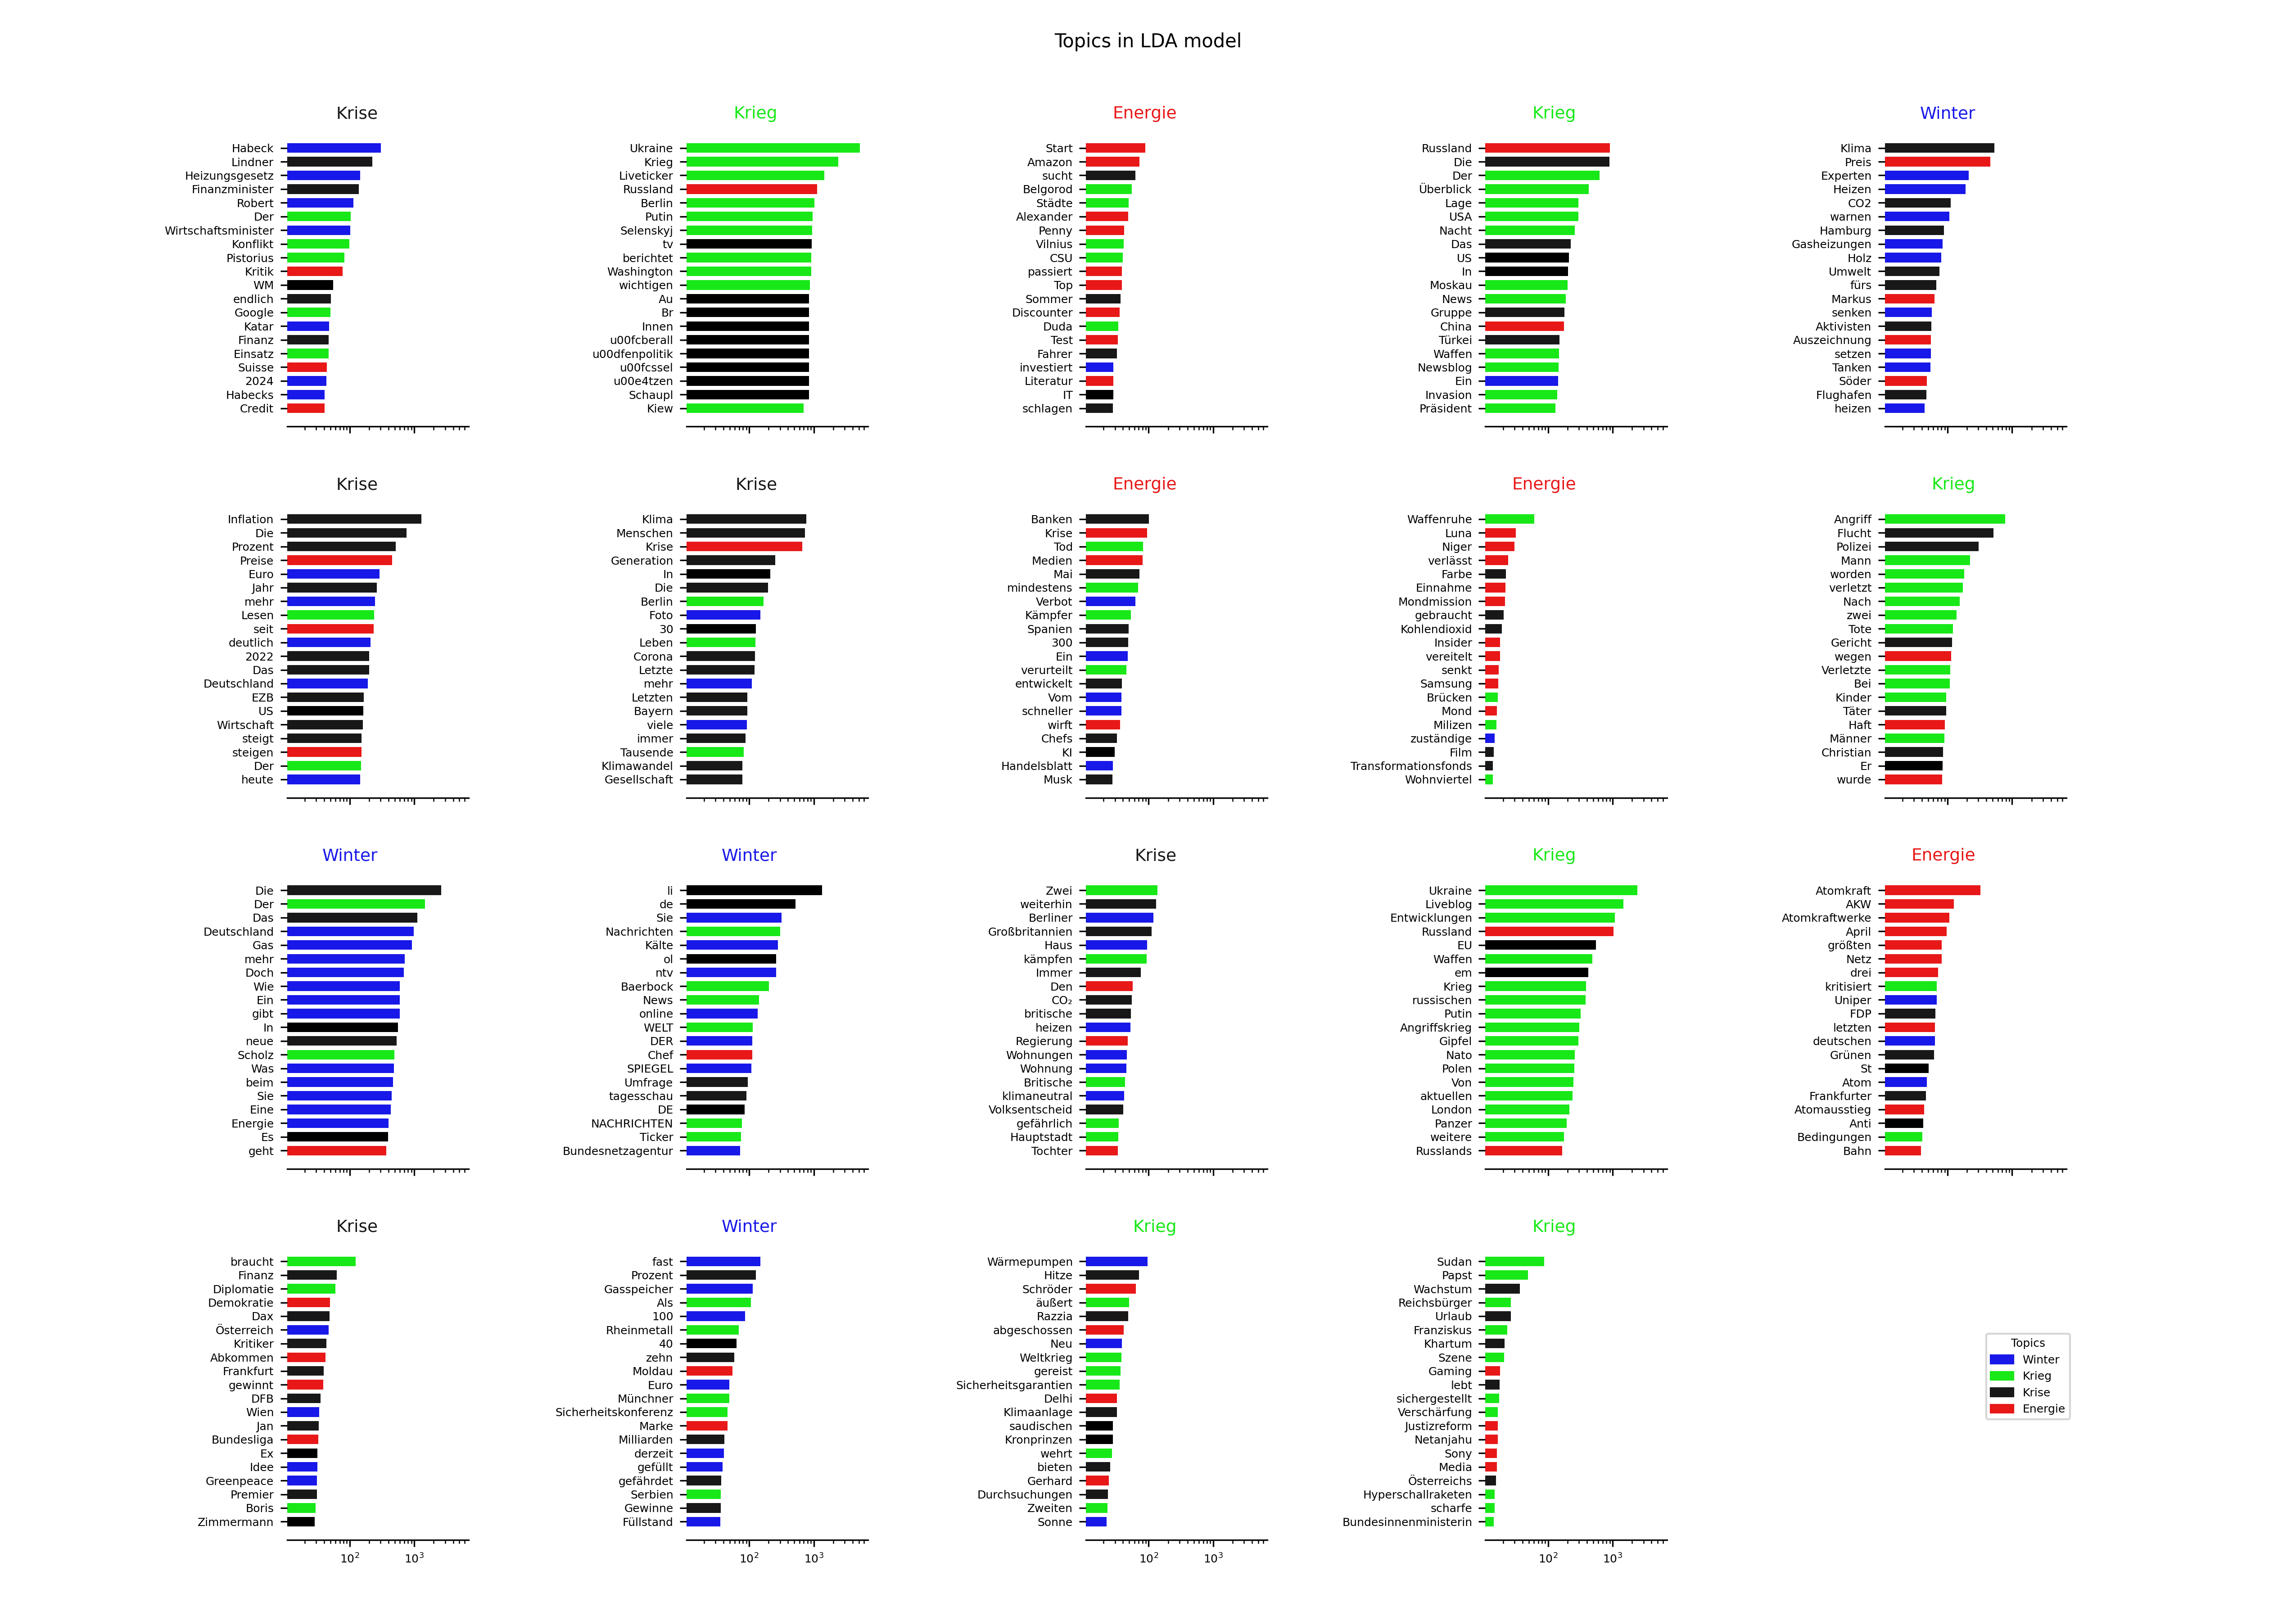 Topics in LDA model
Krise
Habeck
Lindner
Heizungsgesetz
Finanzminister
Robert
Der
Wirtschaftsminister
Konflikt
Pistorius
Kritik
WM
endlich
Google
Katar
Finanz
Einsatz
Suisse
2024
Habecks
Credit
Krieg
Ukraine
Krieg
Liveticker
Russland
Berlin
Putin
Selenskyj
tv
berichtet
Washington
wichtigen
Au
Br
Innen
u00fcberall
u00dfenpolitik
u00fcssel
u00e4tzen
Schaupl
Kiew
Energie
Start
Amazon
sucht
Belgorod
Städte
Alexander
Penny
Vilnius
CSU
passiert
Top
Sommer
Discounter
Duda
Test
Fahrer
investiert
Literatur
IT
schlagen
Krieg
Russland
Die
Der
Überblick
Lage
USA
Nacht
Das
US
In
Moskau
News
Gruppe
China
Türkei
Waffen
Newsblog
Ein
Invasion
Präsident
Winter
Klima
Preis
Experten
Heizen
CO2
warnen
Hamburg
Gasheizungen
Holz
Umwelt
fürs
Markus
senken
Aktivisten
Auszeichnung
setzen
Tanken
Söder
Flughafen
heizen
Krise
Inflation
Die
Prozent
Preise
Euro
Jahr
mehr
Lesen
seit
deutlich
2022
Das
Deutschland
EZB
US
Wirtschaft
steigt
steigen
Der
heute
Krise
Klima
Menschen
Krise
Generation
In
Die
Berlin
Foto
30
Leben
Corona
Letzte
mehr
Letzten
Bayern
viele
immer
Tausende
Klimawandel
Gesellschaft
Energie
Banken
Krise
Tod
Medien
Mai
mindestens
Verbot
Kämpfer
Spanien
300
Ein
verurteilt
entwickelt
Vom
schneller
wirft
Chefs
KI
Handelsblatt
Musk
Energie
Waffenruhe
Luna
Niger
verlässt
Farbe
Einnahme
Mondmission
gebraucht
Kohlendioxid
Insider
vereitelt
senkt
Samsung
Brücken
Mond
Milizen
zuständige
Film
Transformationsfonds
Wohnviertel
Krieg
Angriff
Flucht
Polizei
Mann
worden
verletzt
Nach
zwei
Tote
Gericht
wegen
Verletzte
Bei
Kinder
Täter
Haft
Männer
Christian
Er
wurde
Winter
Die
Der
Das
Deutschland
Gas
mehr
Doch
Wie
Ein
gibt
In
neue
Scholz
Was
beim
Sie
Eine
Energie
Es
geht
Winter
li
de
Sie
Nachrichten
Kälte
ol
ntv
Baerbock
News
online
WELT
DER
Chef
SPIEGEL
Umfrage
tagesschau
DE
NACHRICHTEN
Ticker
Bundesnetzagentur
Krise
Zwei
weiterhin
Berliner
Großbritannien
Haus
kämpfen
Immer
Den
CO₂
britische
heizen
Regierung
Wohnungen
Wohnung
Britische
klimaneutral
Volksentscheid
gefährlich
Hauptstadt
Tochter
Krieg
Ukraine
Liveblog
Entwicklungen
Russland
EU
Waffen
em
Krieg
russischen
Putin
Angriffskrieg
Gipfel
Nato
Polen
Von
aktuellen
London
Panzer
weitere
Russlands
Energie
Atomkraft
AKW
Atomkraftwerke
April
größten
Netz
drei
kritisiert
Uniper
FDP
letzten
deutschen
Grünen
St
Atom
Frankfurter
Atomausstieg
Anti
Bedingungen
Bahn
Krise
braucht
Finanz
Diplomatie
Demokratie
Dax
Österreich
Kritiker
Abkommen
Frankfurt
gewinnt
DFB
Wien
Jan
Bundesliga
Ex
Idee
Greenpeace
Premier
Boris
Zimmermann
10² 10³
Winter
fast
Prozent
Gasspeicher
Als
100
Rheinmetall
40
zehn
Moldau
Euro
Münchner
Sicherheitskonferenz
Marke
Milliarden
derzeit
gefüllt
gefährdet
Serbien
Gewinne
Füllstand
10² 10³
Krieg
Wärmepumpen
Hitze
Schröder
äußert
Razzia
abgeschossen
Neu
Weltkrieg
gereist
Sicherheitsgarantien
Delhi
Klimaanlage
saudischen
Kronprinzen
wehrt
bieten
Gerhard
Durchsuchungen
Zweiten
Sonne
10² 10³
Krieg
Sudan
Papst
Wachstum
Reichsbürger
Urlaub
Franziskus
Khartum
Szene
Gaming
lebt
sichergestellt
Verschärfung
Justizreform
Netanjahu
Sony
Media
Österreichs
Hyperschallraketen
scharfe
Bundesinnenministerin
10² 10³
Topics
Winter
Krieg
Krise
Energie